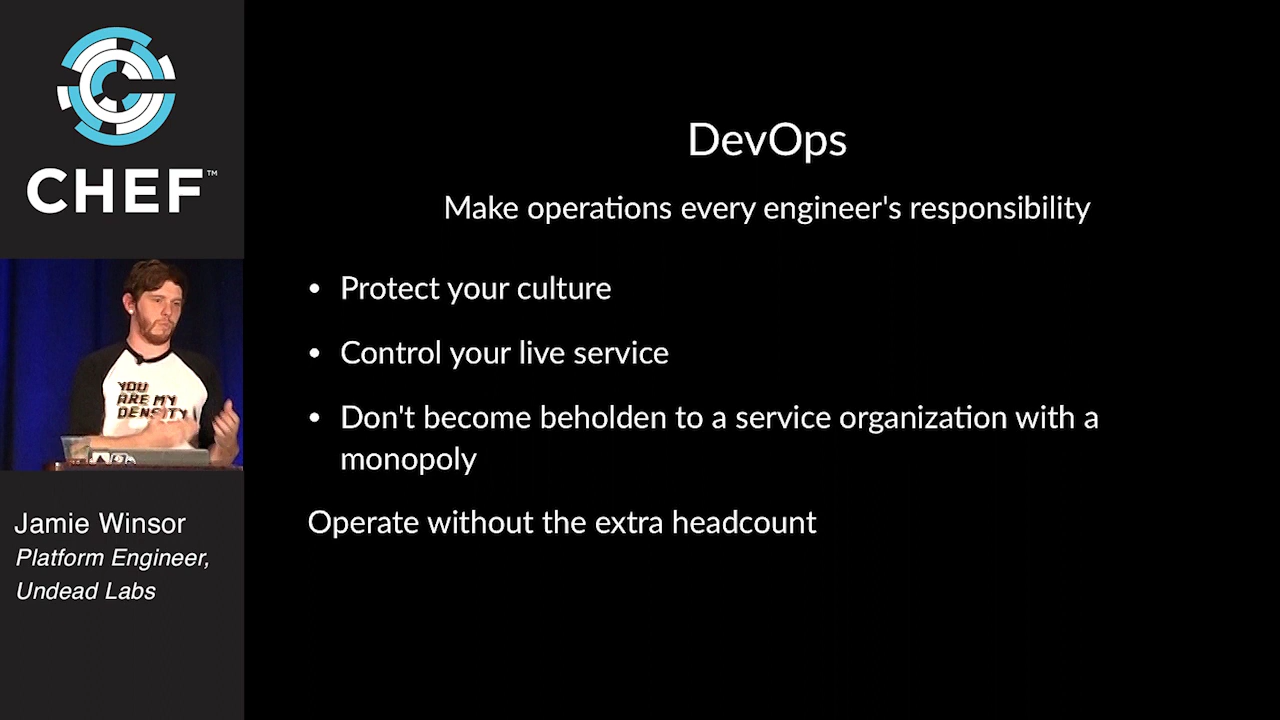 CHEF™
YOU
ARE MY
DENSITY
Jamie Winsor
Platform Engineer,
Undead Labs
DevOps
Make operations every engineer's responsibility
• Protect your culture
• Control your live service
• Don't become beholden to a service organization with a
monopoly
Operate without the extra headcount